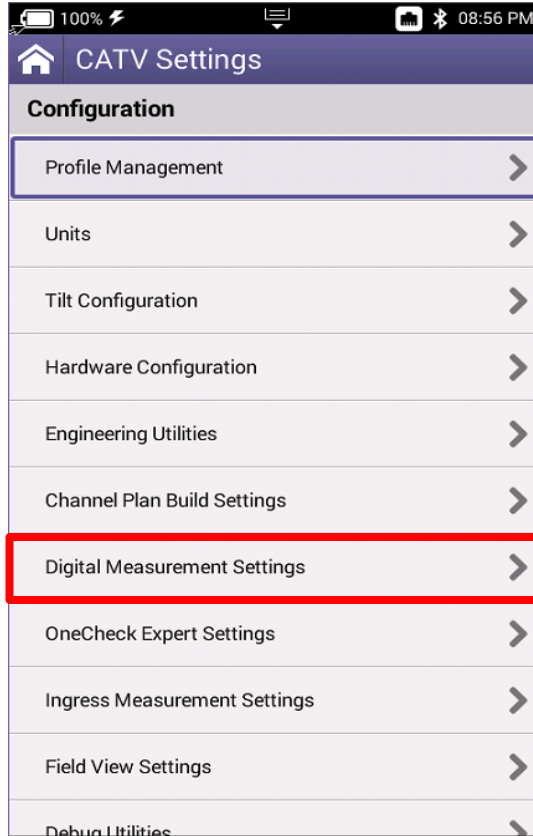 100% 08:56 PM
CATV Settings
Configuration
Profile Management
Units
Tilt Configuration
Hardware Configuration
Engineering Utilities
Channel Plan Build Settings
Digital Measurement Settings
OneCheck Expert Settings
Ingress Measurement Settings
Field View Settings
Debug Utilities